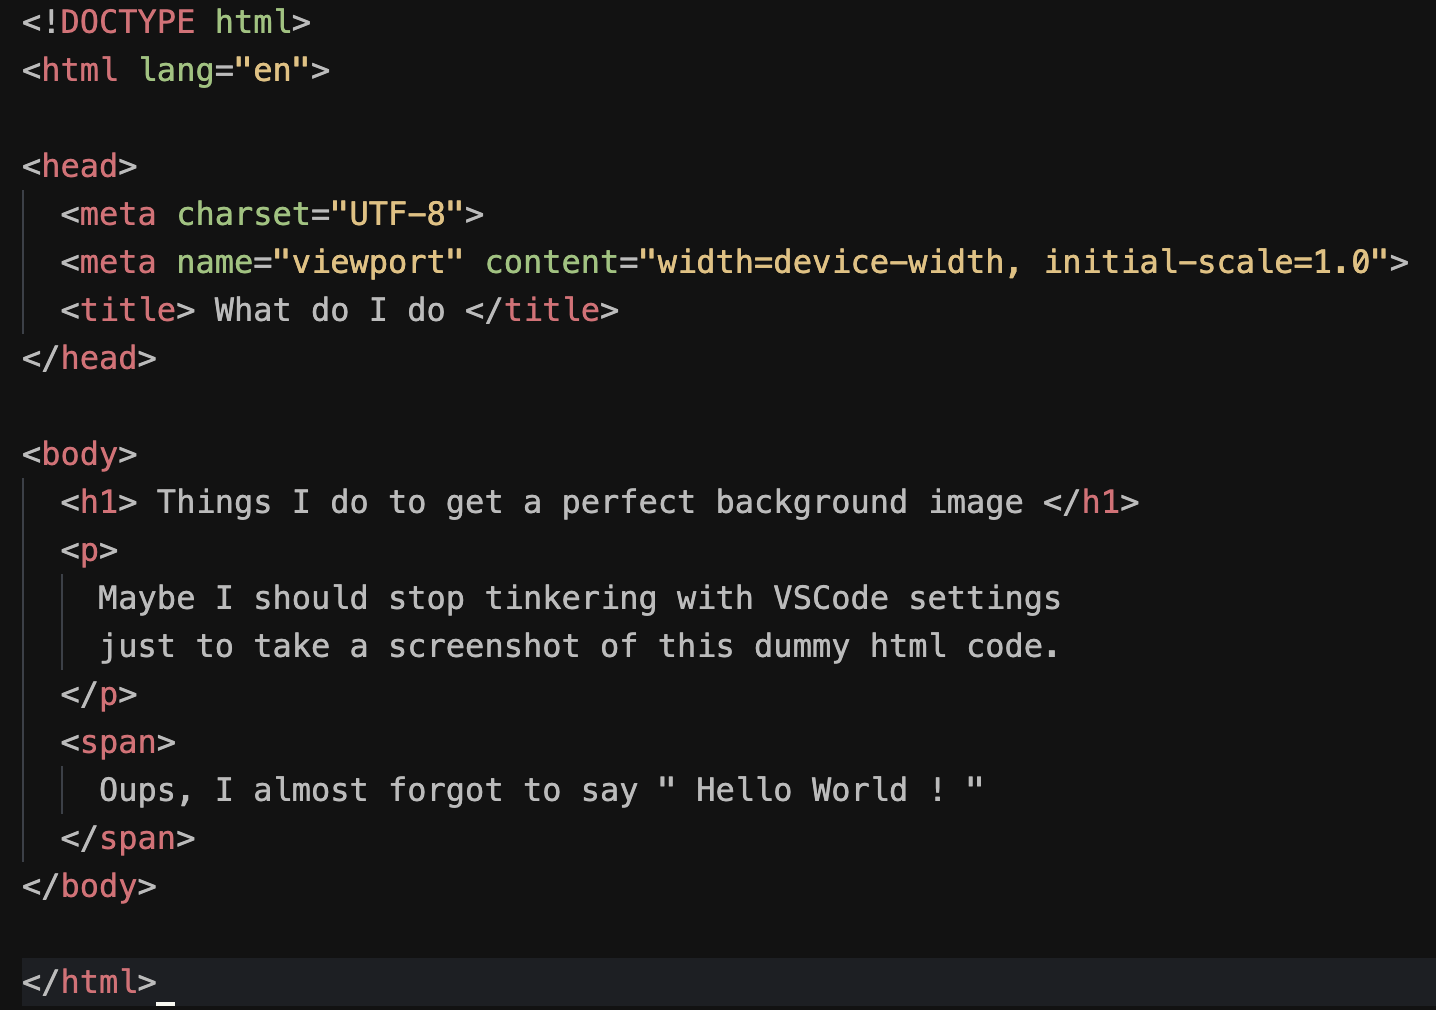 <!DOCTYPE html>
<html lang="en">
<head>
<meta charset="UTF-8">
<meta name="viewport" content="width=device-width, initial-scale=1.0">
<title> What do I do </title>
</head>
<body>
<h1> Things I do to get a perfect background image </h1>
<p>
Maybe I should stop tinkering with VSCode settings
just to take a screenshot of this dummy html code.
</p>
<span>
Oups, I almost forgot to say " Hello World ! "
</span>
</body>
</html>